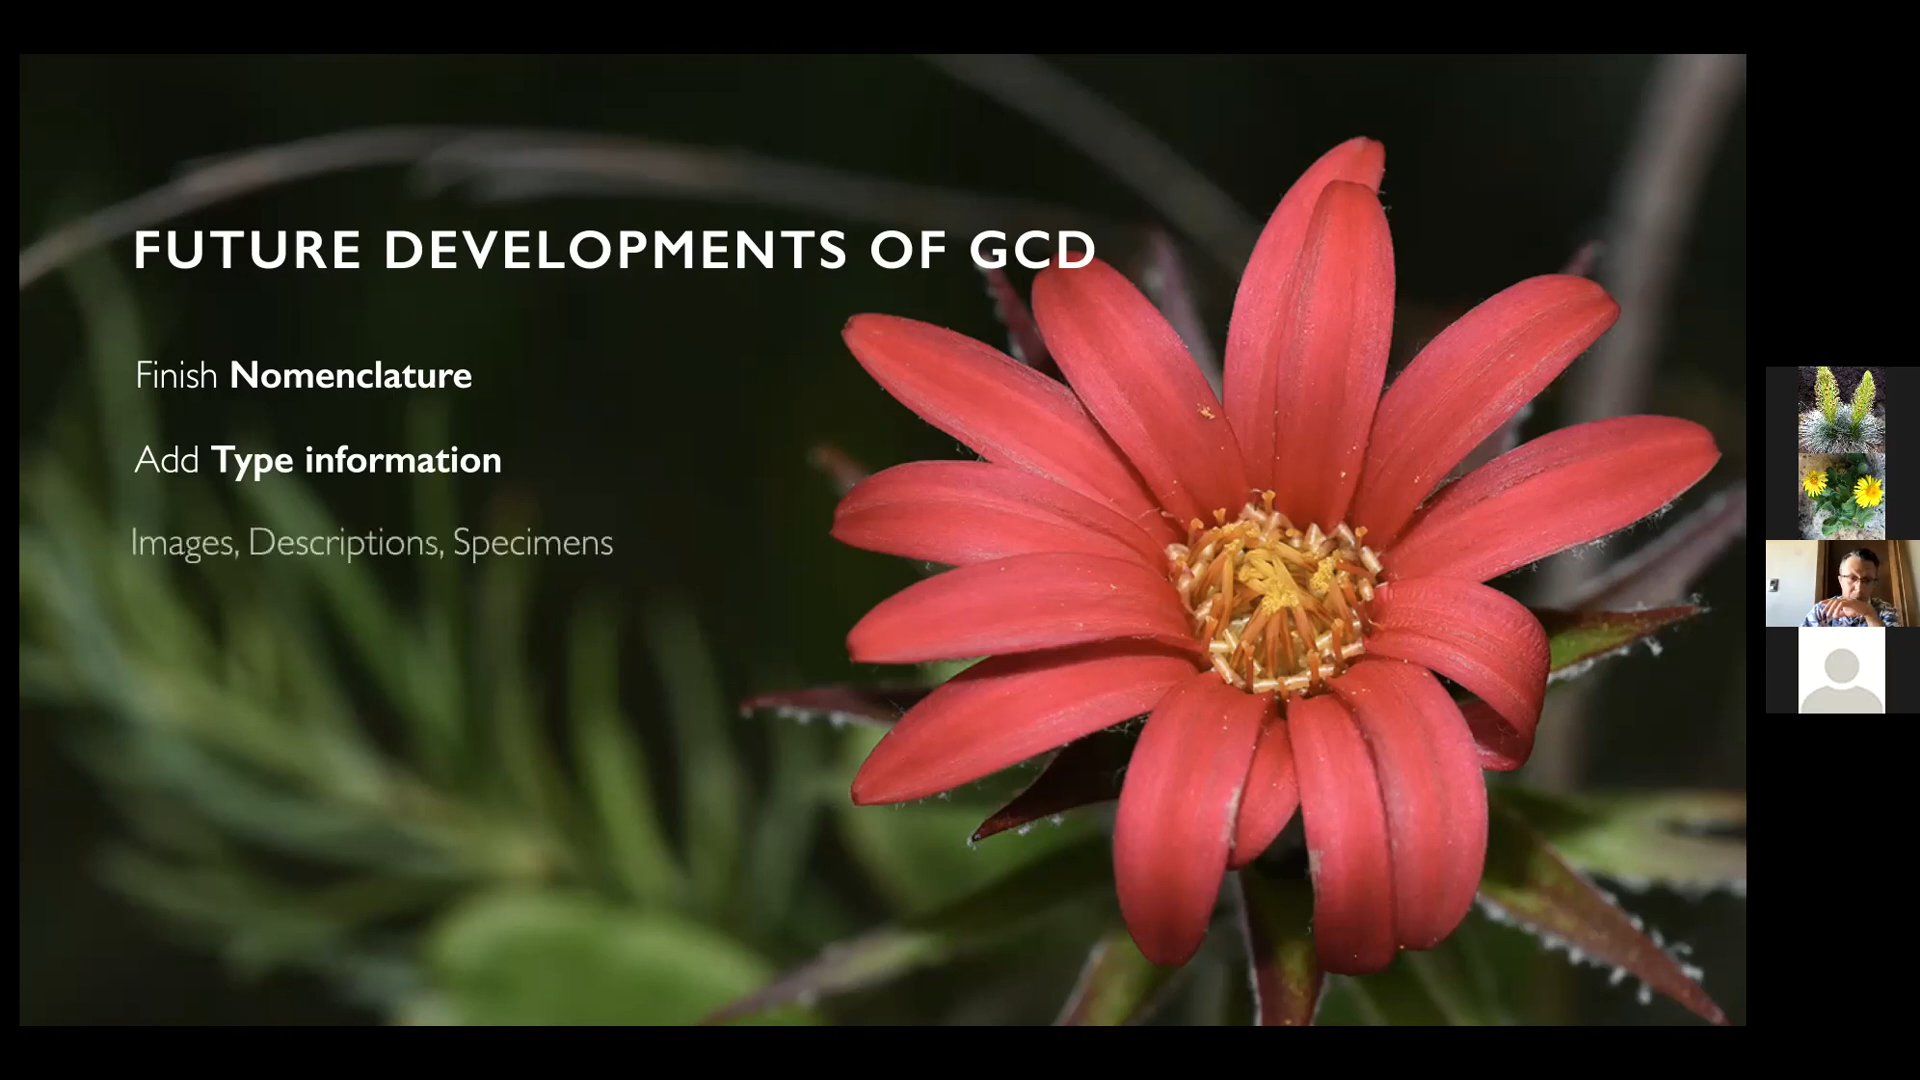 FUTURE DEVELOPMENTS OF GCD
Finish Nomenclature
Add Type information
Images, Descriptions, Specimens